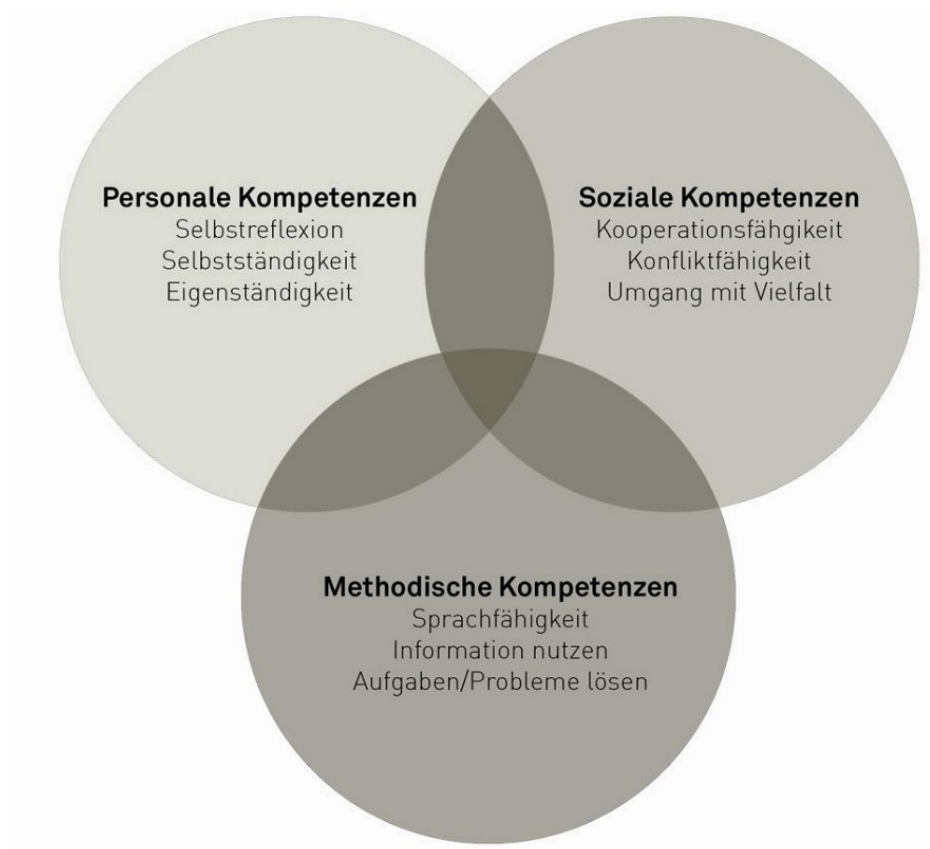 Personale Kompetenzen
Selbstreflexion
Selbstständigkeit
Eigenständigkeit
Soziale Kompetenzen
Kooperationsfähgikeit
Konfliktfähigkeit
Umgang mit Vielfalt
Methodische Kompetenzen
Sprachfähigkeit
Information nutzen
Aufgaben/Probleme lösen